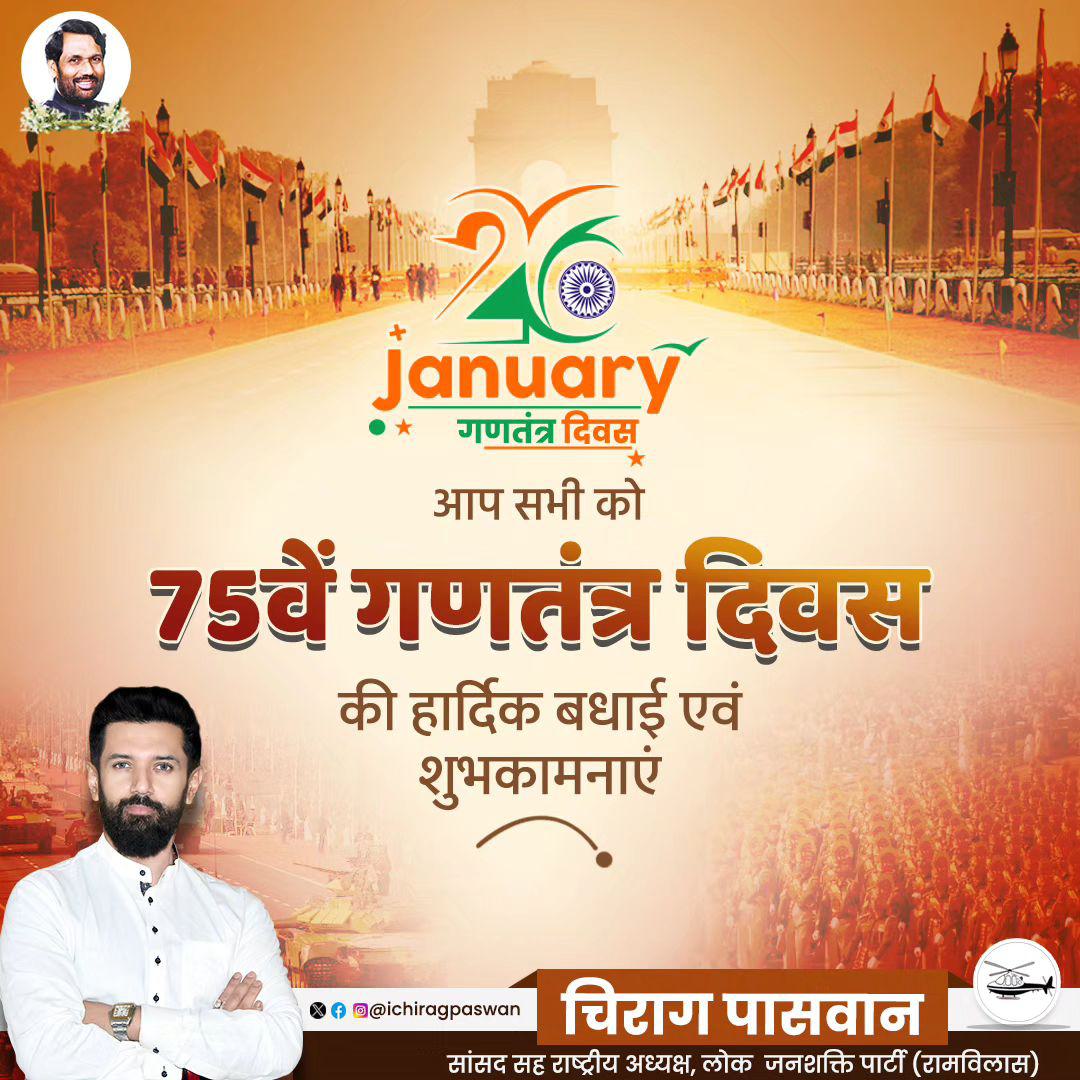 26
january
गणतंत्र दिवस
आप सभी को
75वें गणतंत्र दिवस
की हार्दिक बधाई एवं
शुभकामनाएं
@ichiragpaswan
चिराग पासवान
सांसद सह राष्ट्रीय अध्यक्ष, लोक जनशक्ति पार्टी (रामविलास)